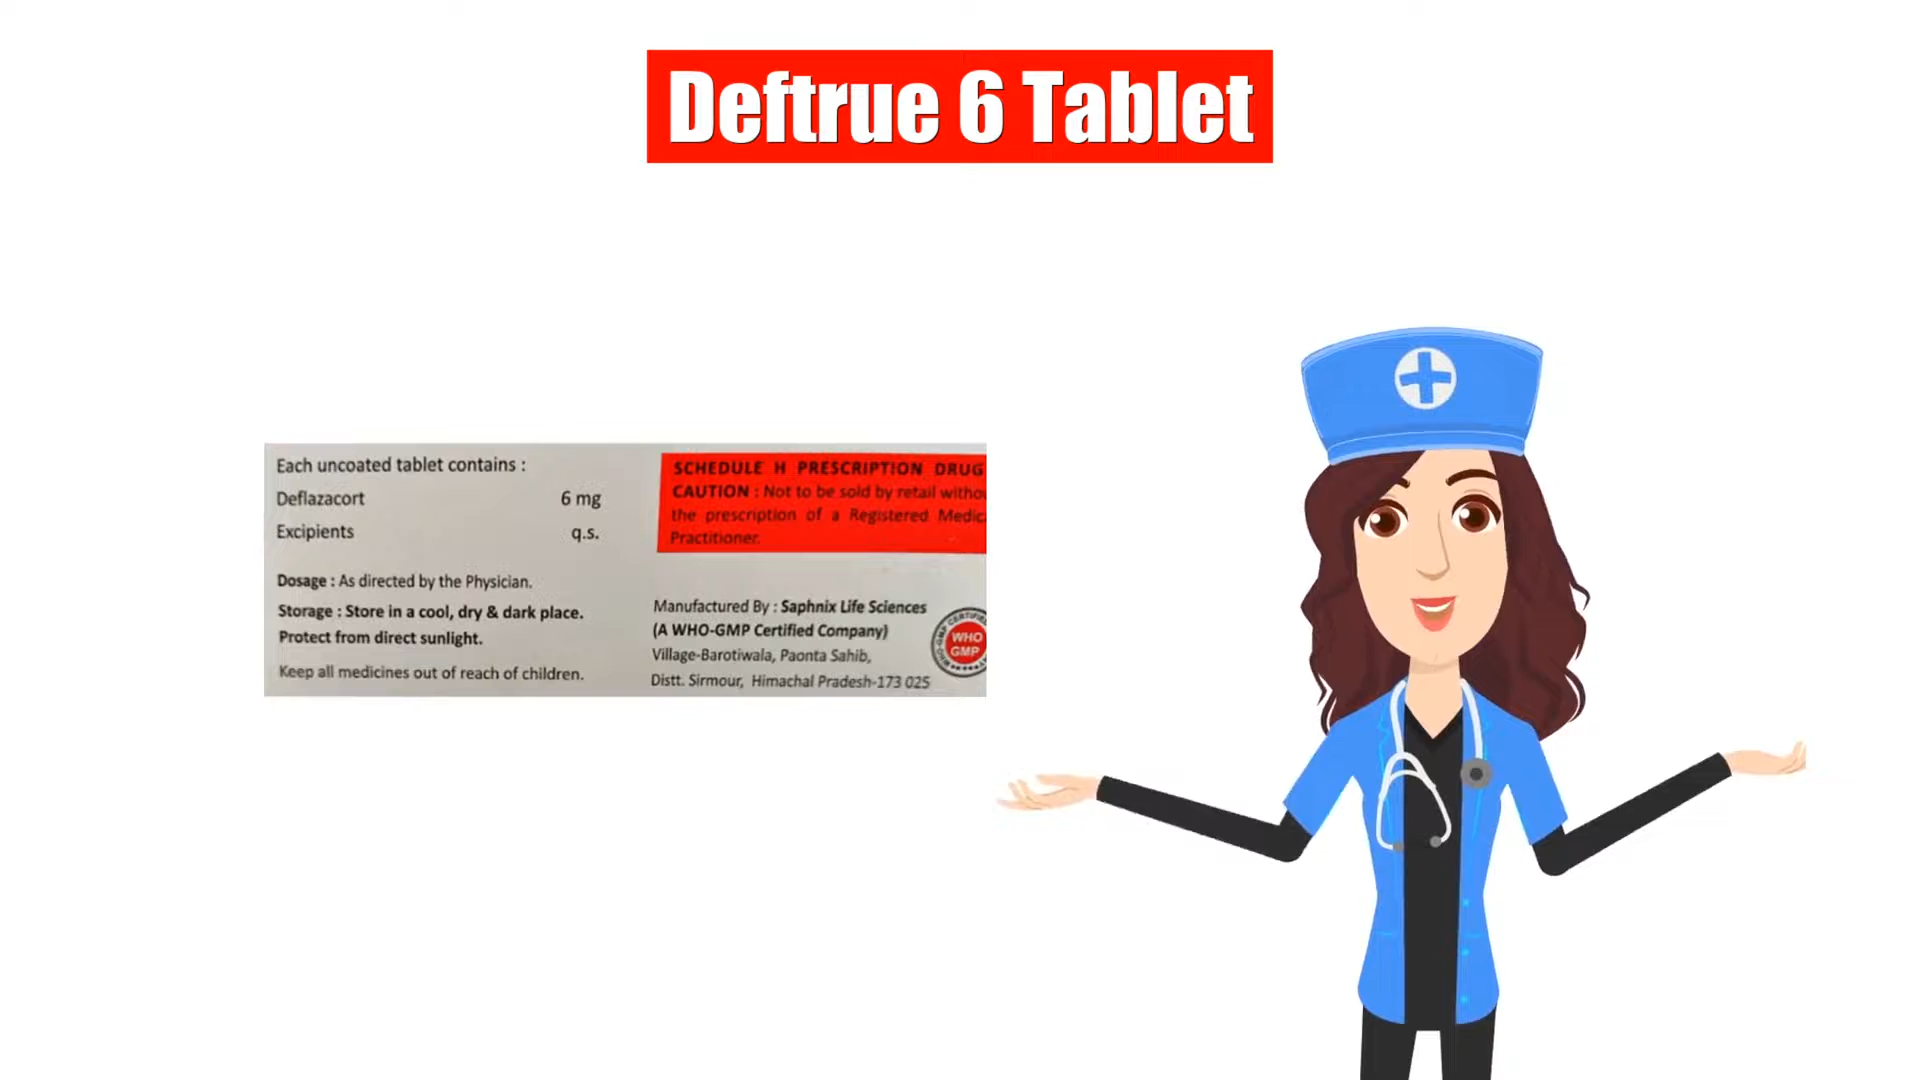 Deftrue 6 Tablet
Each uncoated tablet contains :
Deflazacort 6 mg
Excipients q.s.
Dosage : As directed by the Physician.
Storage : Store in a cool, dry & dark place.
Protect from direct sunlight.
Keep all medicines out of reach of children.
SCHEDULE H PRESCRIPTION DRUG
CAUTION : Not to be sold by retail withou
the prescription of a Registered Medic
Practitioner.
Manufactured By : Saphnix Life Sciences
(A WHO-GMP Certified Company)
Village-Barotiwala, Paonta Sahib,
Distt. Sirmour, Himachal Pradesh-173 025
WHO
GMP